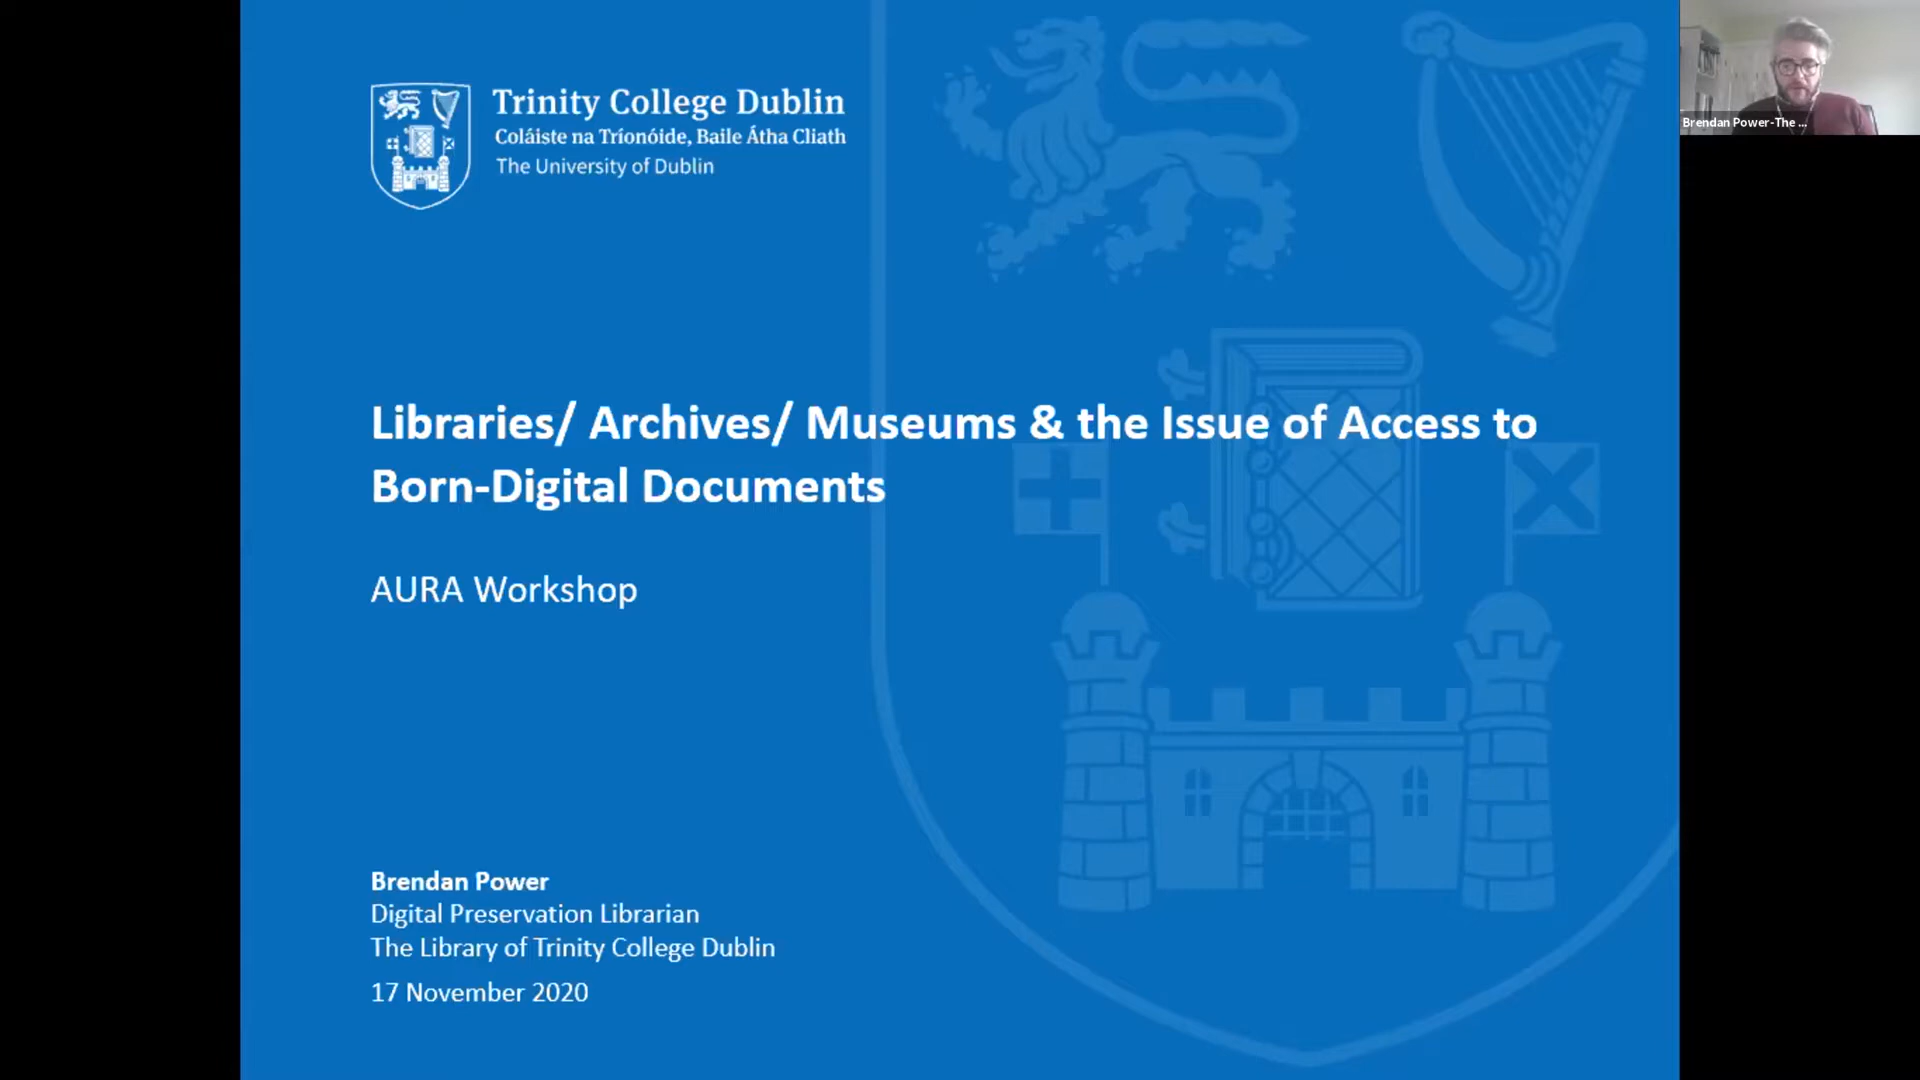 Trinity College Dublin
Coláiste na Tríonóide, Baile Átha Cliath
The University of Dublin
Brendan Power-The ...
Libraries/ Archives/ Museums & the Issue of Access to
Born-Digital Documents
AURA Workshop
Brendan Power
Digital Preservation Librarian
The Library of Trinity College Dublin
17 November 2020